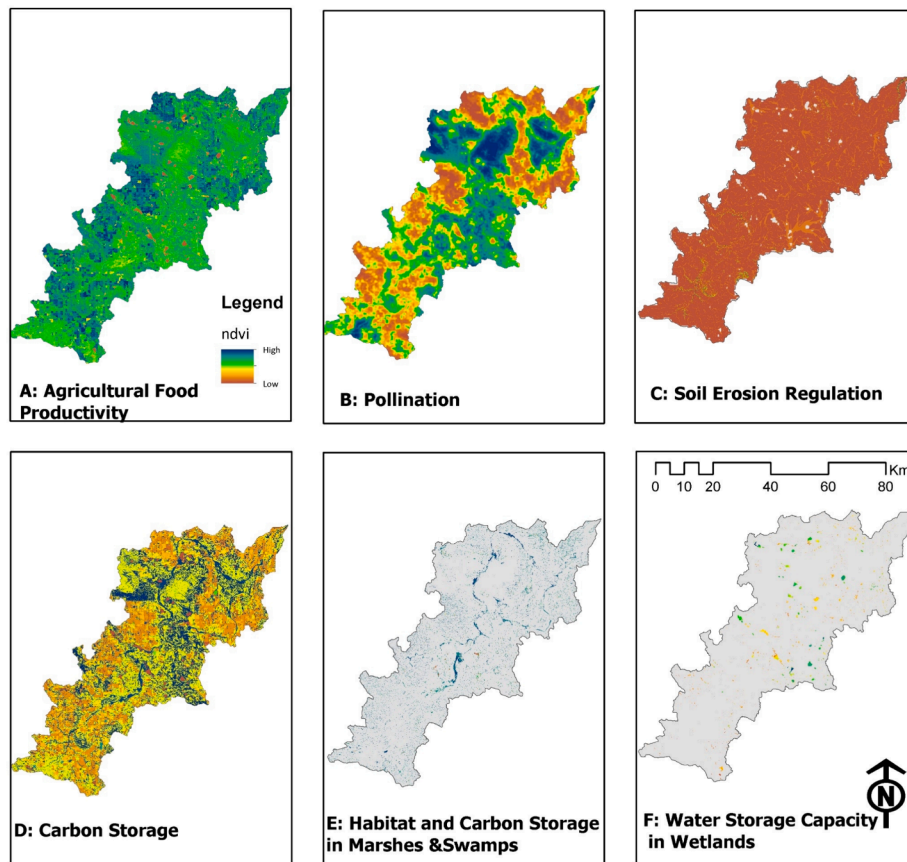 Legend
ndvi
High
Low
A: Agricultural Food
Productivity
B: Pollination
C: Soil Erosion Regulation
Km
0 10 20 40 60 80
D: Carbon Storage
E: Habitat and Carbon Storage
in Marshes &Swamps
F: Water Storage Capacity
in Wetlands
N